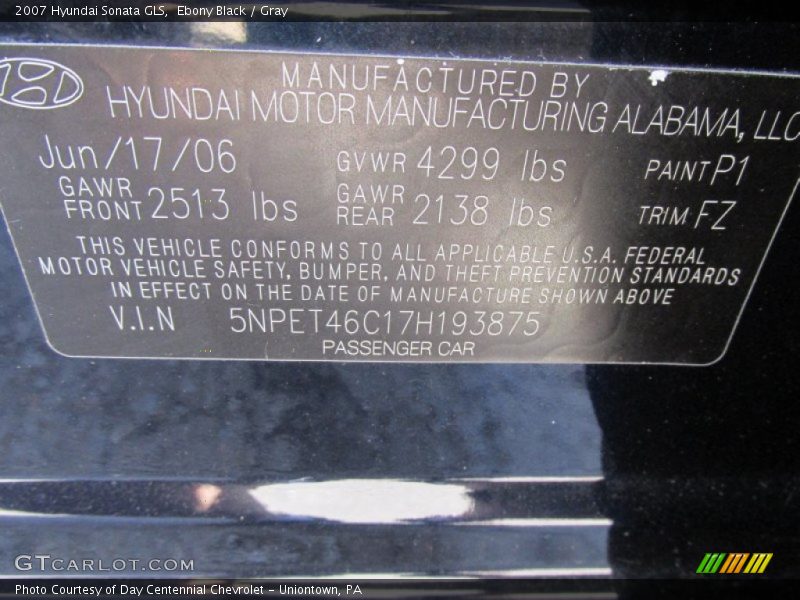 2007 Hyundai Sonata GLS, Ebony Black / Gray
MANUFACTURED BY
HYUNDAI MOTOR MANUFACTURING ALABAMA, LLC
Jun/17/06 GVWR 4299 lbs PAINT P1
GAWR FRONT 2513 lbs GAWR REAR 2138 lbs TRIM FZ
THIS VEHICLE CONFORMS TO ALL APPLICABLE U.S.A. FEDERAL
MOTOR VEHICLE SAFETY, BUMPER, AND THEFT PREVENTION STANDARDS
IN EFFECT ON THE DATE OF MANUFACTURE SHOWN ABOVE
V.I.N 5NPET46C17H193875
PASSENGER CAR
GTCARLOT.COM
Photo Courtesy of Day Centennial Chevrolet - Uniontown, PA